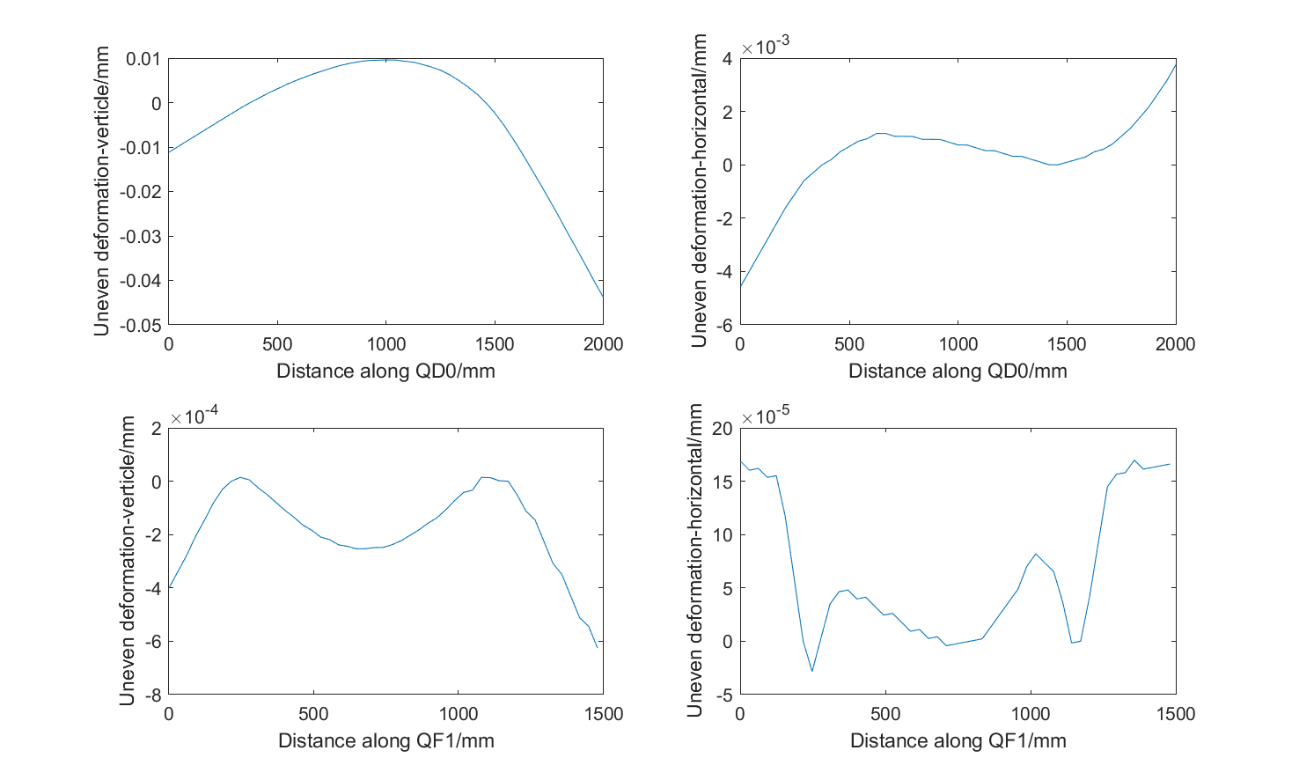 Uneven deformation-verticle/mm
0.01
0
-0.01
-0.02
-0.03
-0.04
-0.05
0 500 1000 1500 2000
Distance along QD0/mm
Uneven deformation-horizontal/mm
×10-3
4
2
0
-2
-4
-6
0 500 1000 1500 2000
Distance along QD0/mm
Uneven deformation-verticle/mm
×10-4
2
0
-2
-4
-6
-8
0 500 1000 1500
Distance along QF1/mm
Uneven deformation-horizontal/mm
×10-5
20
15
10
5
0
-5
0 500 1000 1500
Distance along QF1/mm